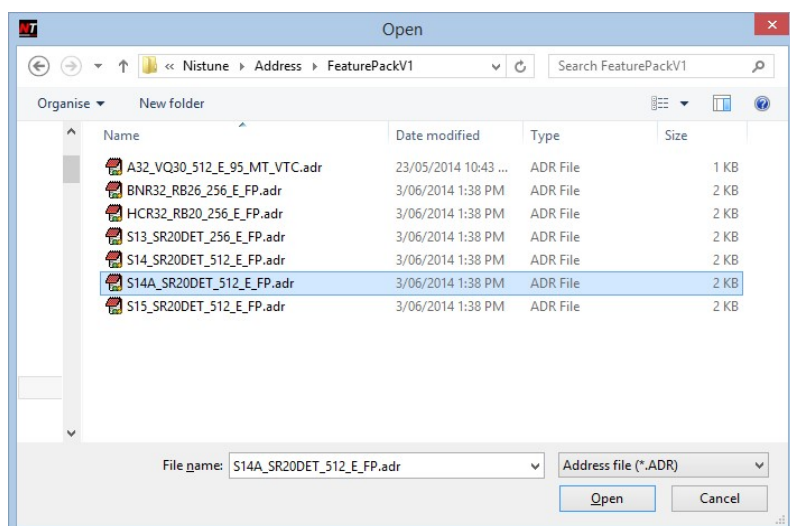 NT
Open
« Nistune Address FeaturePackV1
Search FeaturePackV1
Organise New folder
Name Date modified Type Size
A32_VQ30_512_E_95_MT_VTC.adr 23/05/2014 10:43 ... ADR File 1 KB
BNR32_RB26_256_E_FP.adr 3/06/2014 1:38 PM ADR File 2 KB
HCR32_RB20_256_E_FP.adr 3/06/2014 1:38 PM ADR File 2 KB
S13_SR20DET_256_E_FP.adr 3/06/2014 1:38 PM ADR File 2 KB
S14_SR20DET_512_E_FP.adr 3/06/2014 1:38 PM ADR File 2 KB
S14A_SR20DET_512_E_FP.adr 3/06/2014 1:38 PM ADR File 2 KB
S15_SR20DET_512_E_FP.adr 3/06/2014 1:38 PM ADR File 2 KB
File name: S14A_SR20DET_512_E_FP.adr Address file (*.ADR)
Open Cancel